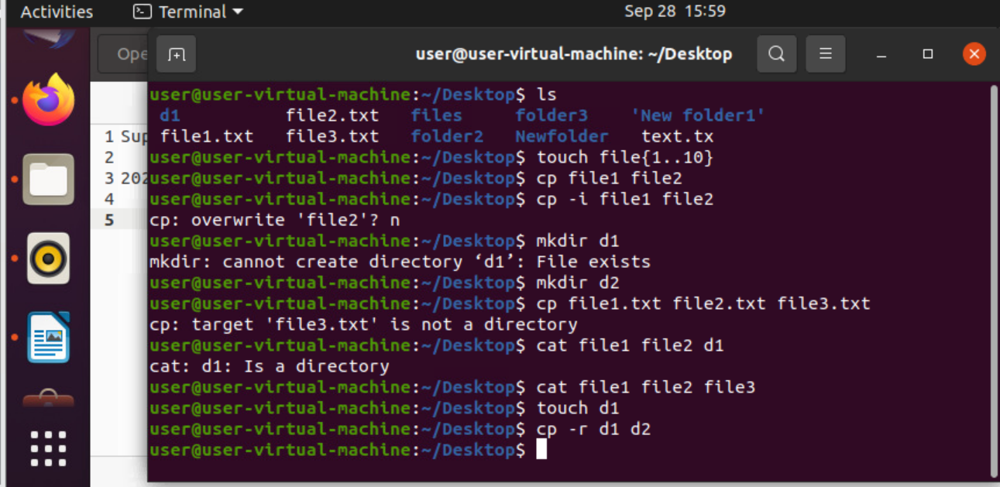 Activities Terminal Sep 28 15:59
Ope user@user-virtual-machine: ~/Desktop
1 Sup
2
3 202
4
5
user@user-virtual-machine:~/Desktop$ ls
d1 file2.txt files folder3 'New folder1'
file1.txt file3.txt folder2 Newfolder text.tx
user@user-virtual-machine:~/Desktop$ touch file{1..10}
user@user-virtual-machine:~/Desktop$ cp file1 file2
user@user-virtual-machine:~/Desktop$ cp -i file1 file2
cp: overwrite 'file2'? n
user@user-virtual-machine:~/Desktop$ mkdir d1
mkdir: cannot create directory ‘d1’: File exists
user@user-virtual-machine:~/Desktop$ mkdir d2
user@user-virtual-machine:~/Desktop$ cp file1.txt file2.txt file3.txt
cp: target 'file3.txt' is not a directory
user@user-virtual-machine:~/Desktop$ cat file1 file2 d1
cat: d1: Is a directory
user@user-virtual-machine:~/Desktop$ cat file1 file2 file3
user@user-virtual-machine:~/Desktop$ touch d1
user@user-virtual-machine:~/Desktop$ cp -r d1 d2
user@user-virtual-machine:~/Desktop$